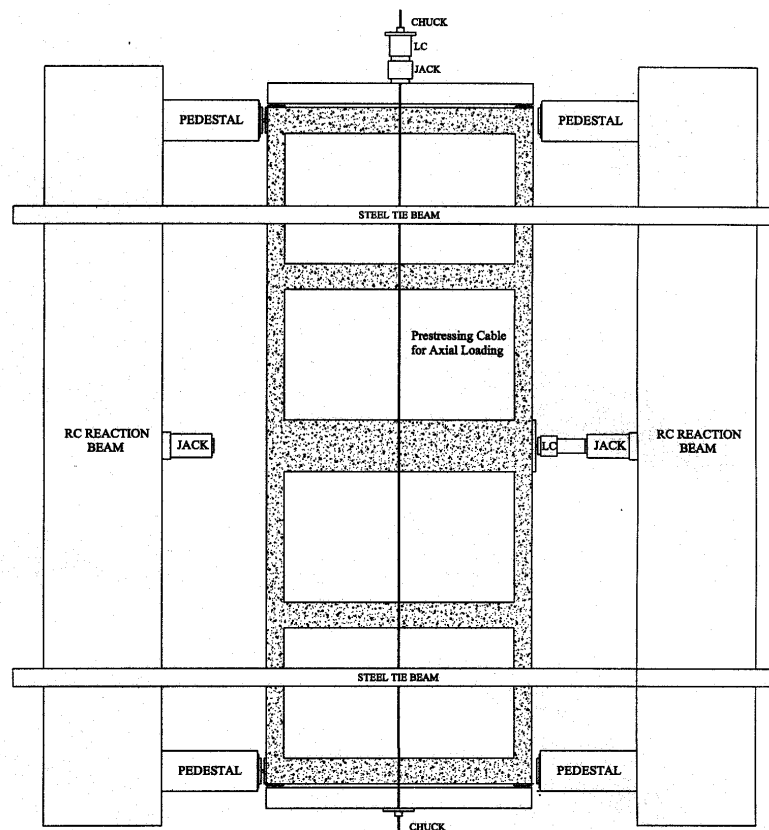 CHUCK
LC
JACK
PEDESTAL
PEDESTAL
STEEL TIE BEAM
Prestressing Cable
for Axial Loading
RC REACTION
BEAM
JACK
LC
JACK
RC REACTION
BEAM
STEEL TIE BEAM
PEDESTAL
PEDESTAL
CHUCK